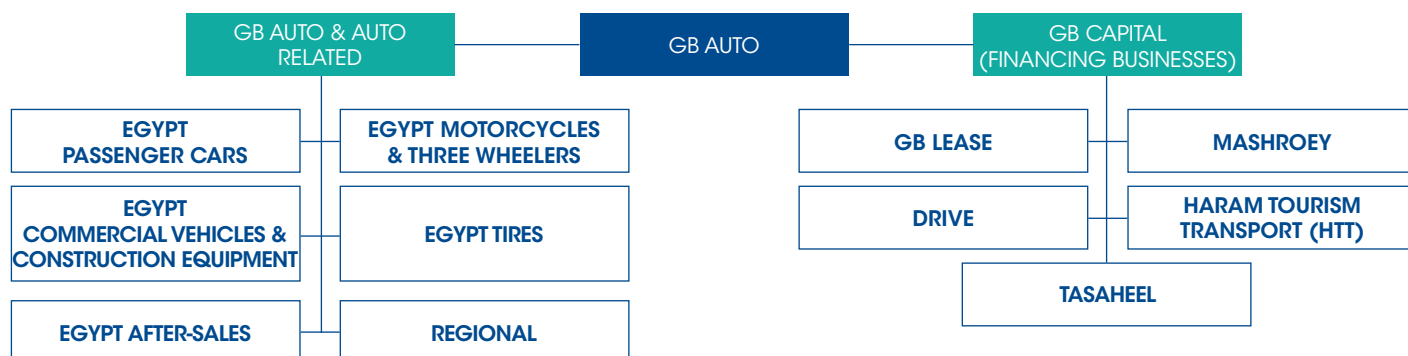 GB AUTO & AUTO
RELATED
GB AUTO
GB CAPITAL
(FINANCING BUSINESSES)
EGYPT
PASSENGER CARS
EGYPT MOTORCYCLES
& THREE WHEELERS
GB LEASE
MASHROEY
EGYPT
COMMERCIAL VEHICLES &
CONSTRUCTION EQUIPMENT
EGYPT TIRES
DRIVE
HARAM TOURISM
TRANSPORT (HTT)
TASAHEEL
EGYPT AFTER-SALES
REGIONAL